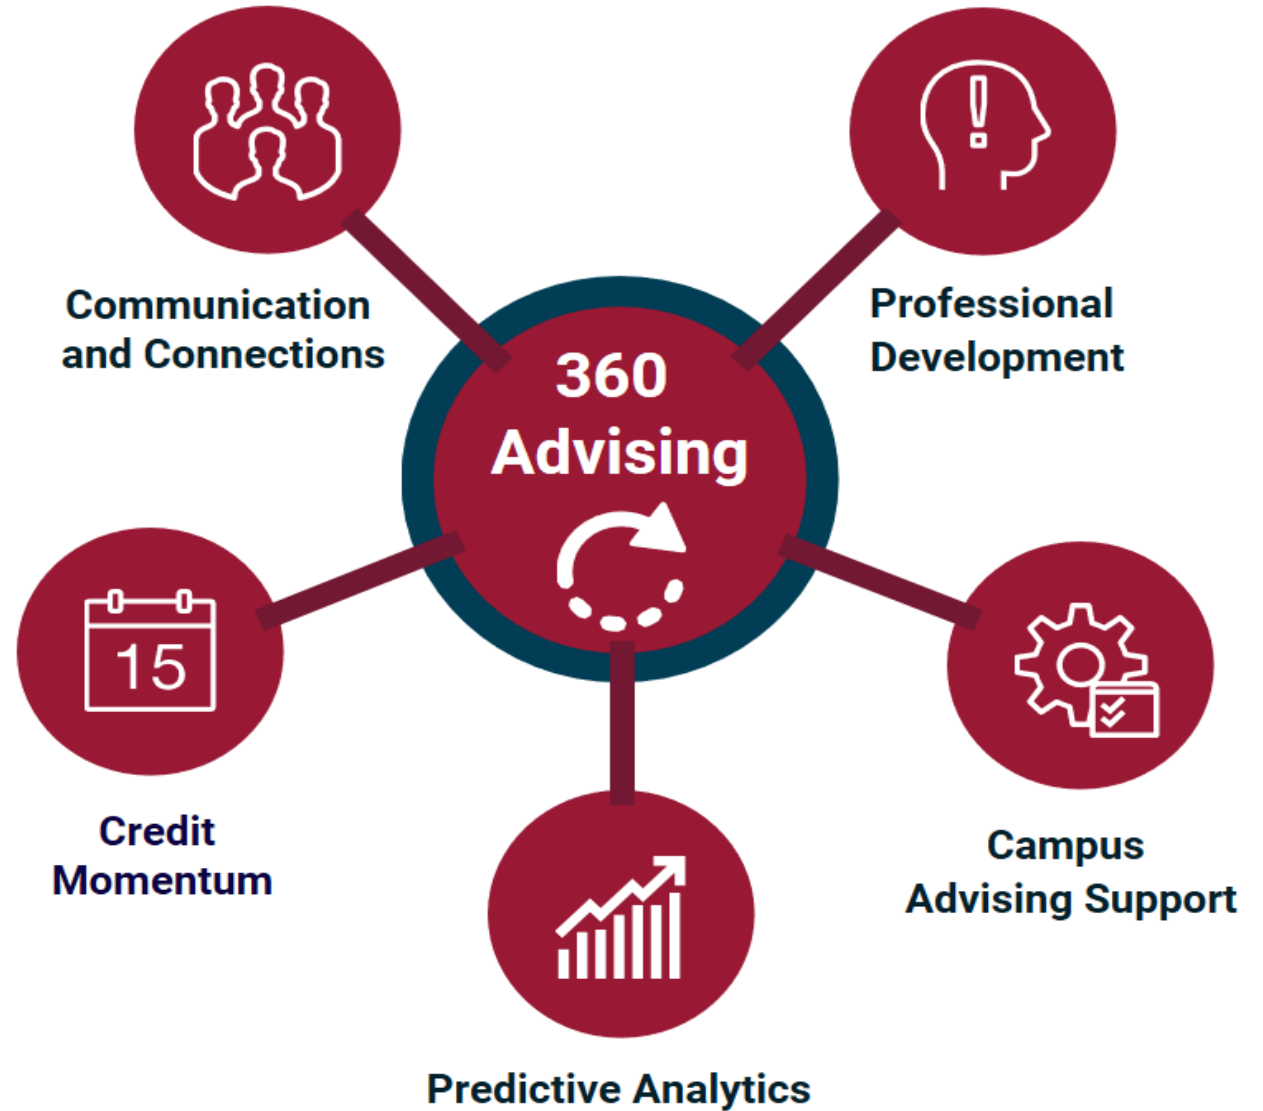 Communication
and Connections
Professional
Development
360
Advising
15
Credit
Momentum
Campus
Advising Support
Predictive Analytics